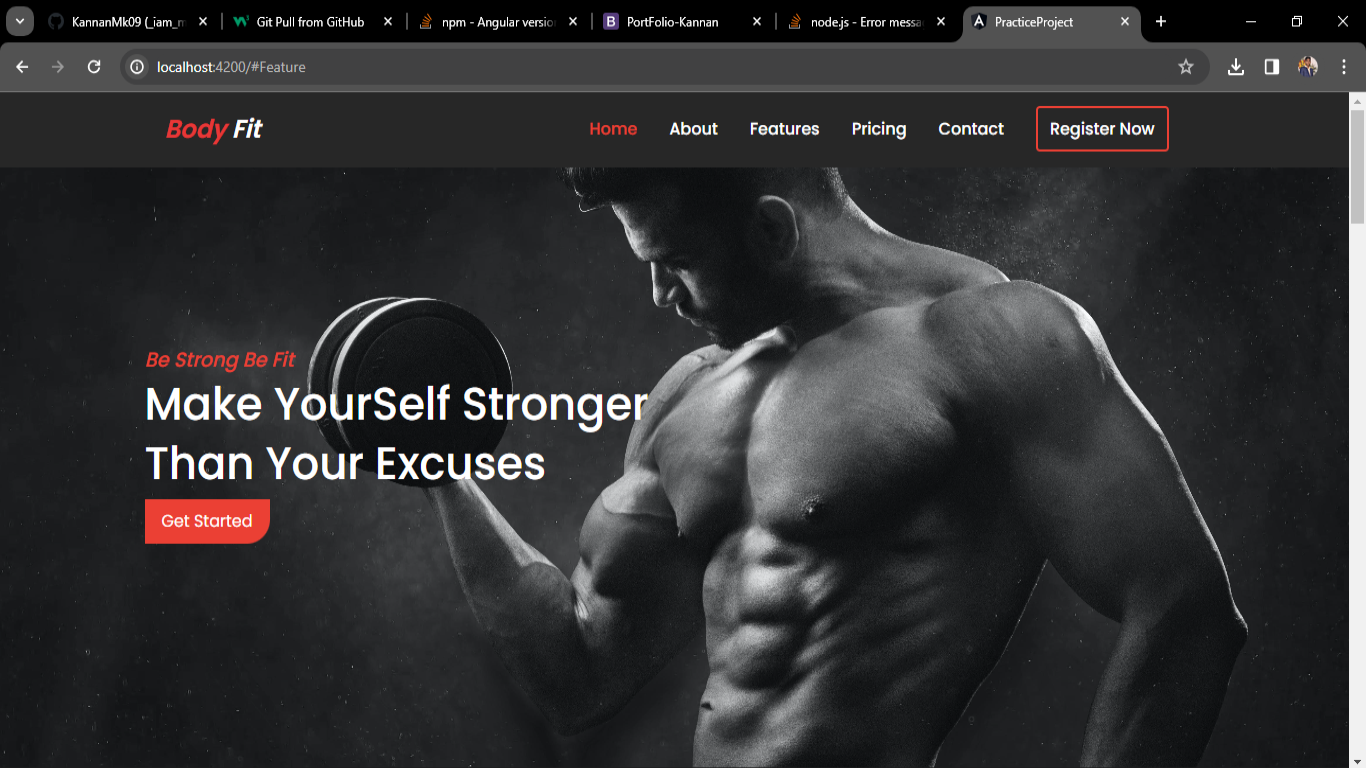 KannanMk09 (_iam_m
Git Pull from GitHub
npm - Angular versio
PortFolio-Kannan
node.js - Error messa
PracticeProject
localhost:4200/#Feature
Body Fit
Home
About
Features
Pricing
Contact
Register Now
Be Strong Be Fit
Make YourSelf Stronger
Than Your Excuses
Get Started